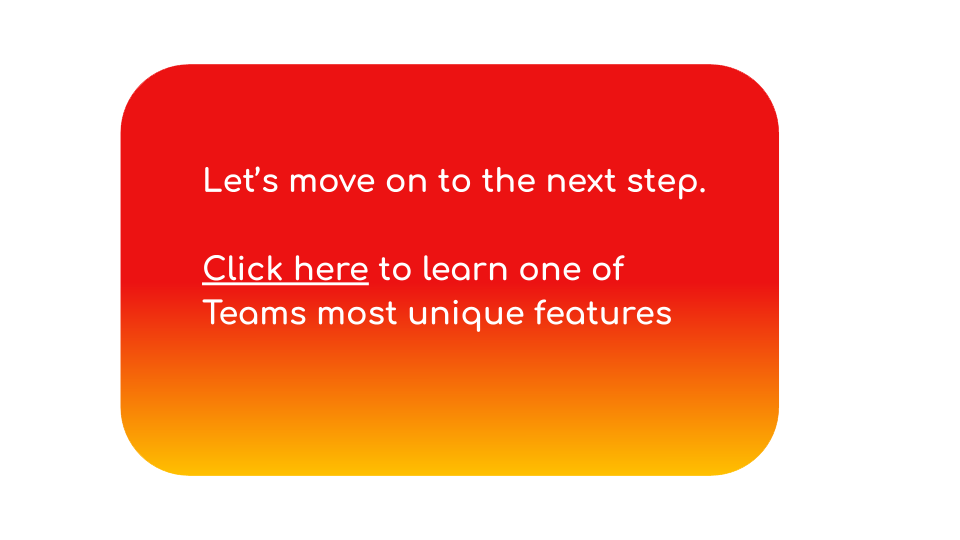 Let’s move on to the next step.
Click here to learn one of
Teams most unique features